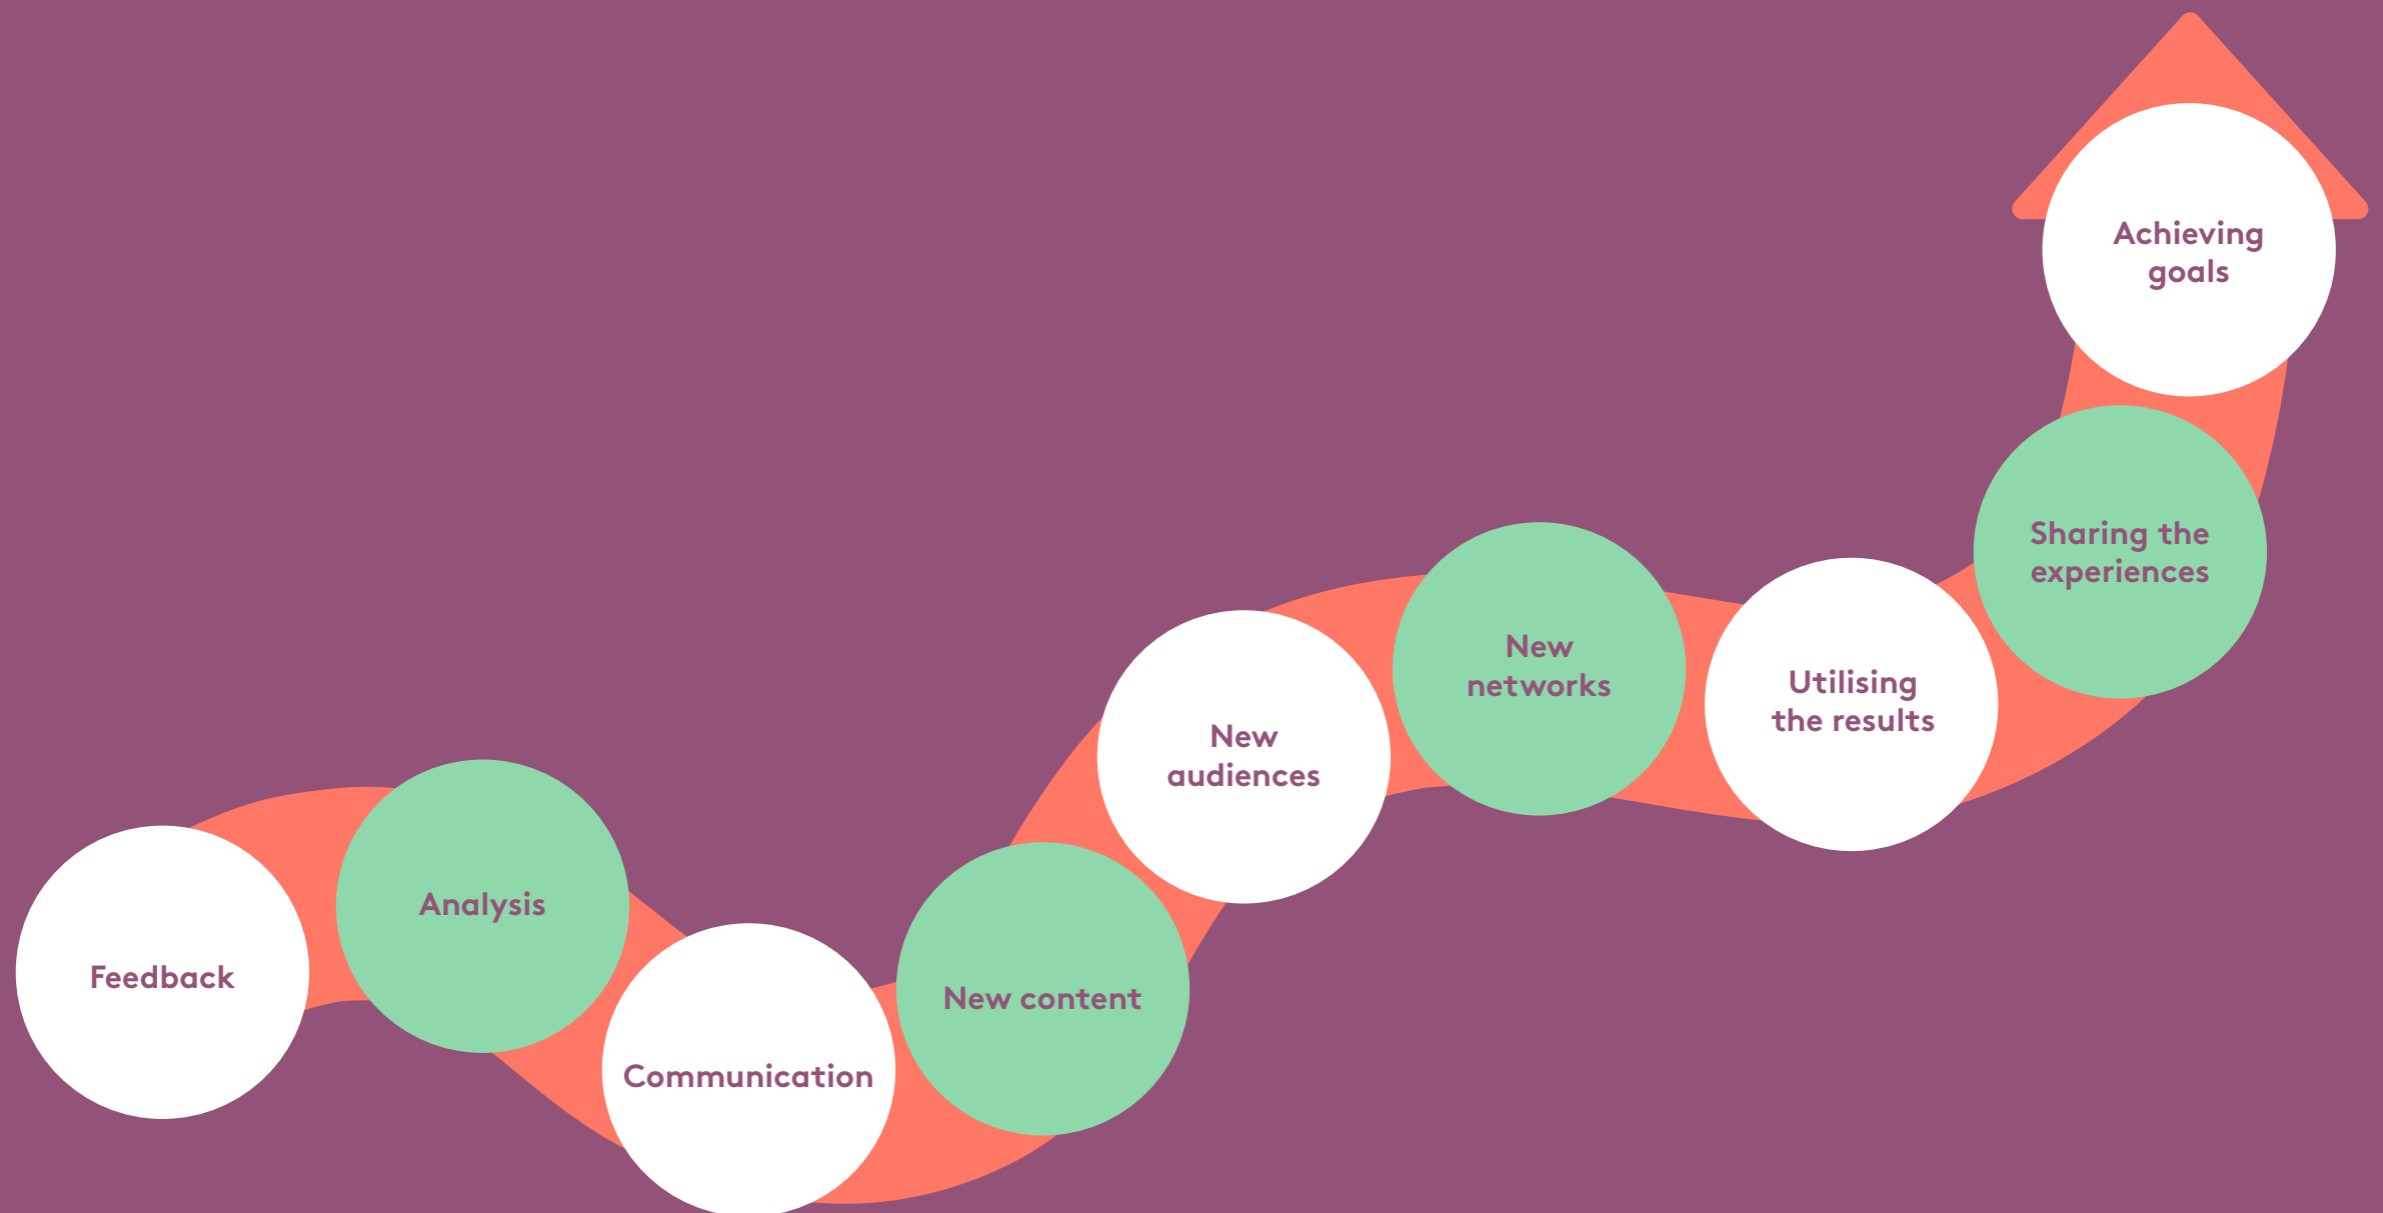 Feedback
Analysis
Communication
New content
New
audiences
New
networks
Utilising
the results
Sharing the
experiences
Achieving
goals